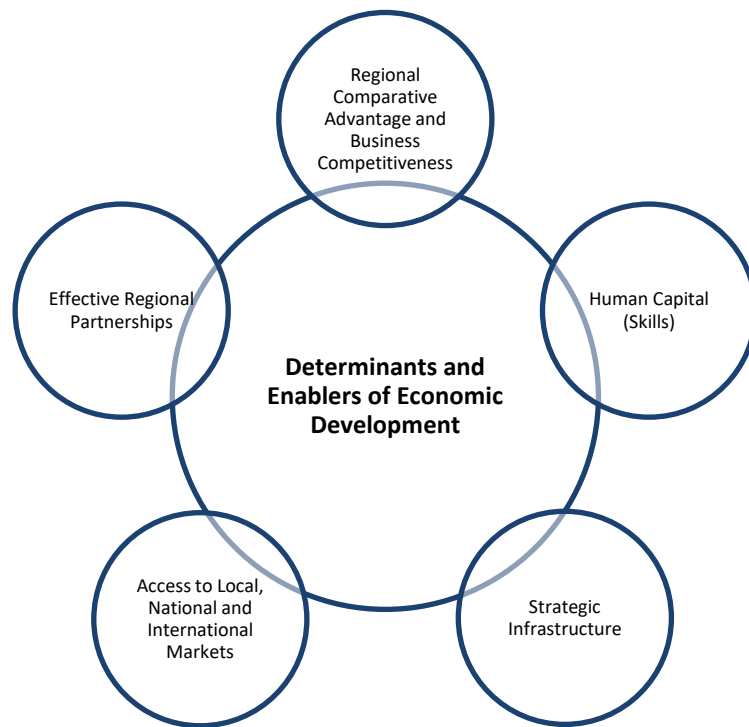 Regional
Comparative
Advantage and
Business
Competitiveness
Effective Regional
Partnerships
Human Capital
(Skills)
Determinants and
Enablers of Economic
Development
Access to Local,
National and
International
Markets
Strategic
Infrastructure